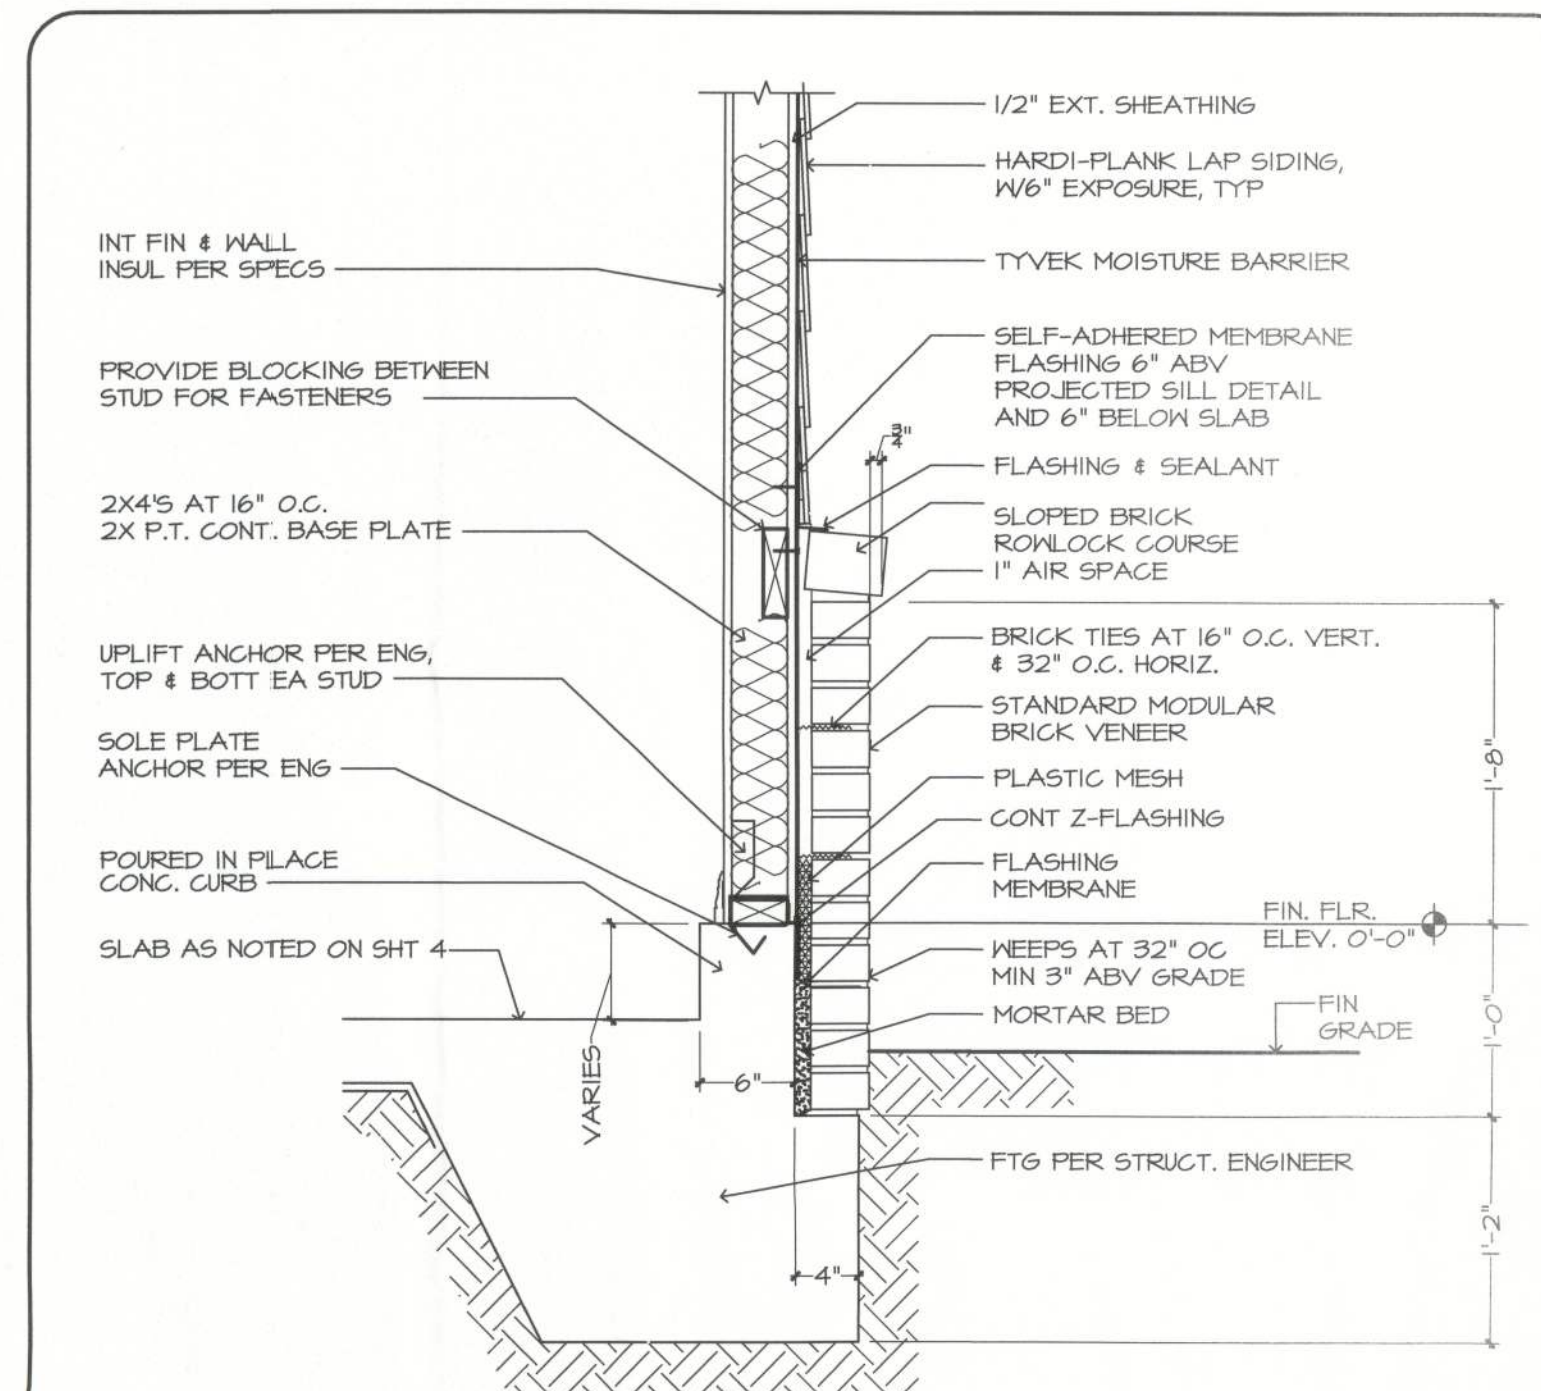 INT FIN & WALL
INSUL PER SPECS
PROVIDE BLOCKING BETWEEN
STUD FOR FASTENERS
2X4'S AT 16" O.C.
2X P.T. CONT. BASE PLATE
UPLIFT ANCHOR PER ENG,
TOP & BOTT EA STUD
SOLE PLATE
ANCHOR PER ENG
POURED IN PLACE
CONC. CURB
SLAB AS NOTED ON SHT 4
VARIES
6"
4"
3/4"
1/2" EXT. SHEATHING
HARDI-PLANK LAP SIDING,
W/6" EXPOSURE, TYP
TYVEK MOISTURE BARRIER
SELF-ADHERED MEMBRANE
FLASHING 6" ABV
PROJECTED SILL DETAIL
AND 6" BELOW SLAB
FLASHING & SEALANT
SLOPED BRICK
ROWLOCK COURSE
1" AIR SPACE
BRICK TIES AT 16" O.C. VERT.
& 32" O.C. HORIZ.
STANDARD MODULAR
BRICK VENEER
PLASTIC MESH
CONT Z-FLASHING
FLASHING
MEMBRANE
WEEPS AT 32" OC
MIN 3" ABV GRADE
MORTAR BED
FTG PER STRUCT. ENGINEER
FIN. FLR.
ELEV. 0'-0"
FIN
GRADE
1'-8"
1'-0"
1'-2"